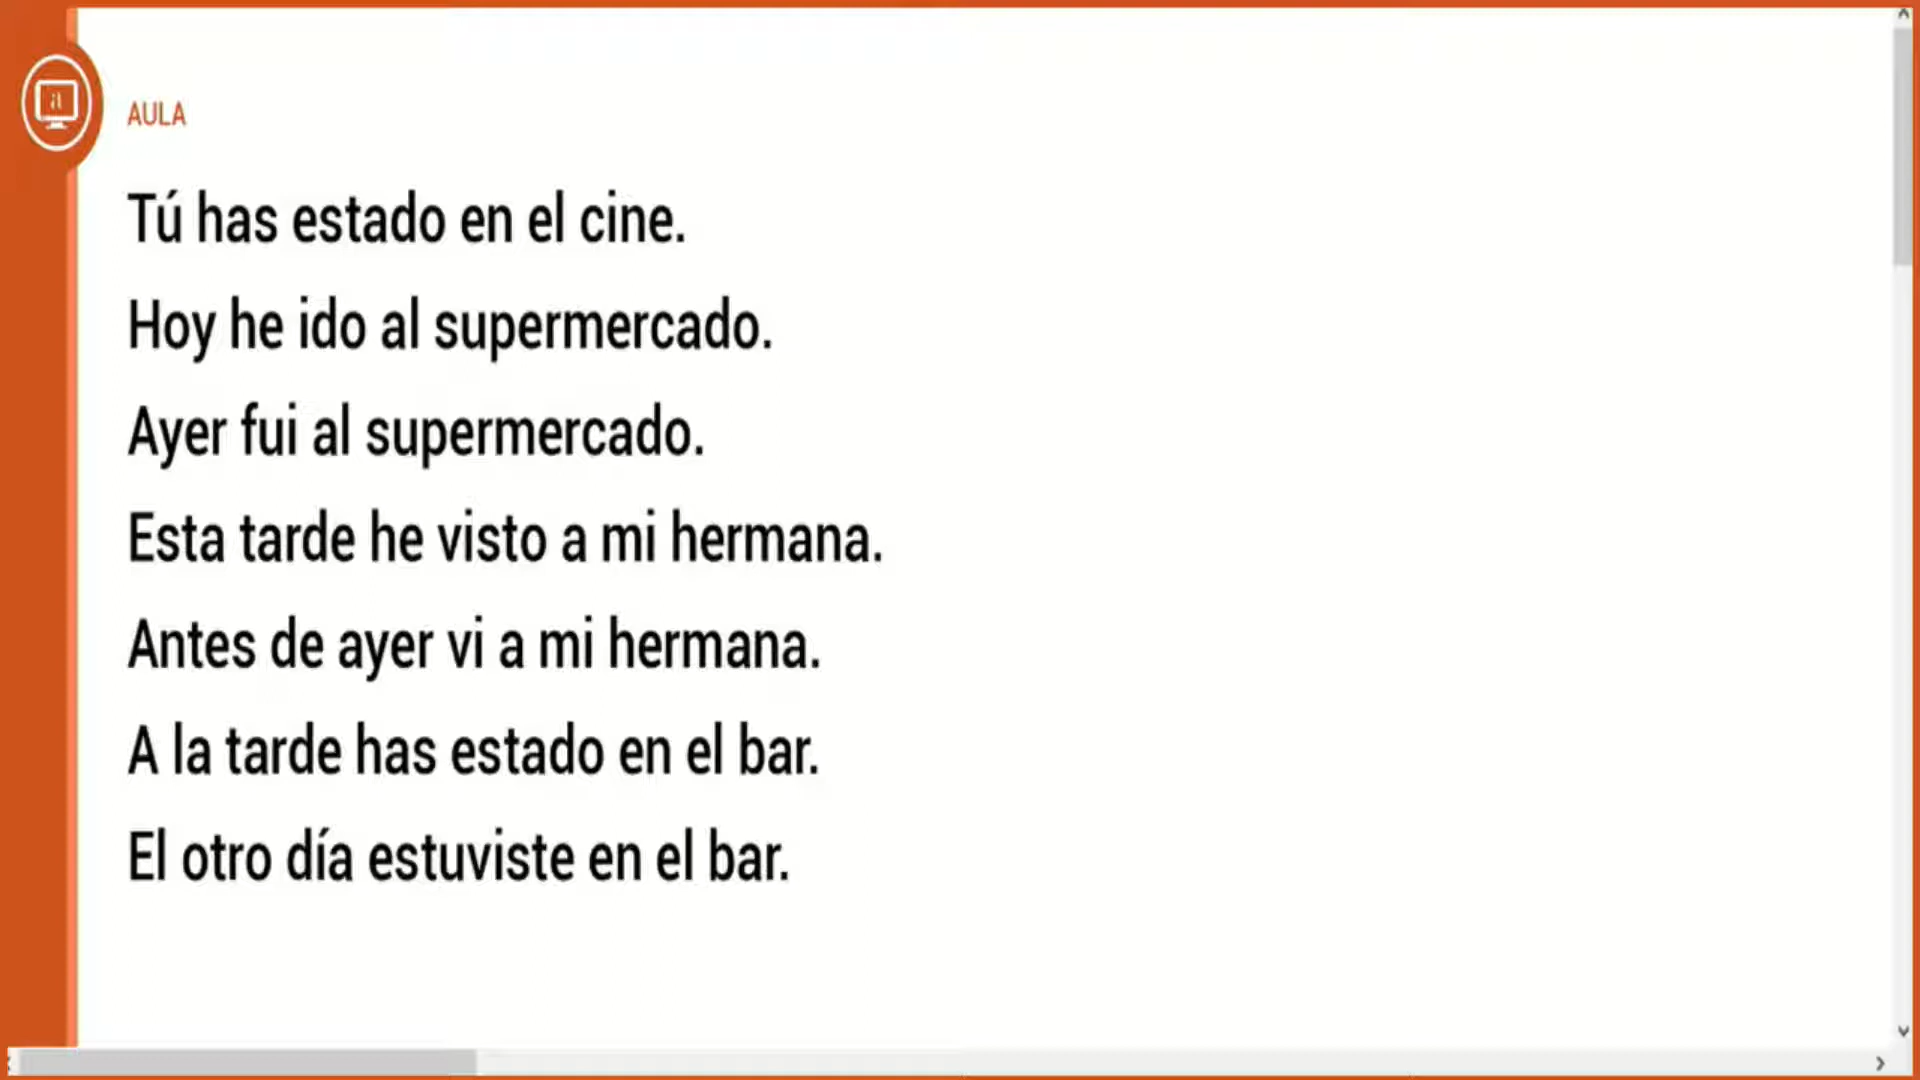 AULA
Tú has estado en el cine.
Hoy he ido al supermercado.
Ayer fui al supermercado.
Esta tarde he visto a mi hermana.
Antes de ayer vi a mi hermana.
A la tarde has estado en el bar.
El otro día estuviste en el bar.